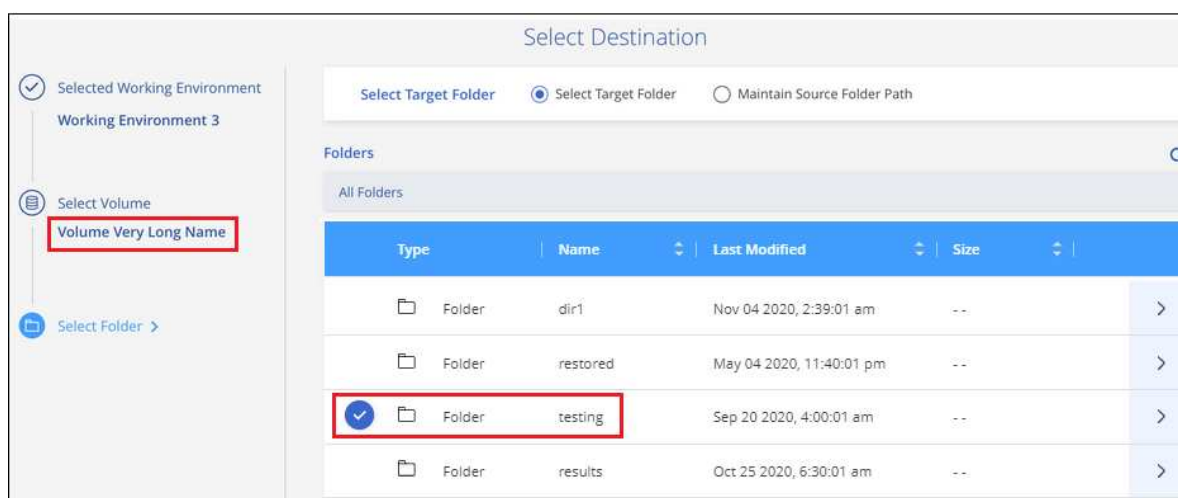 Select Destination
Selected Working Environment
Working Environment 3
Select Volume
Volume Very Long Name
Select Folder >
Select Target Folder Select Target Folder Maintain Source Folder Path
Folders
All Folders
Type Name Last Modified Size
Folder dir1 Nov 04 2020, 2:39:01 am - -
Folder restored May 04 2020, 11:40:01 pm - -
Folder testing Sep 20 2020, 4:00:01 am - -
Folder results Oct 25 2020, 6:30:01 am - -